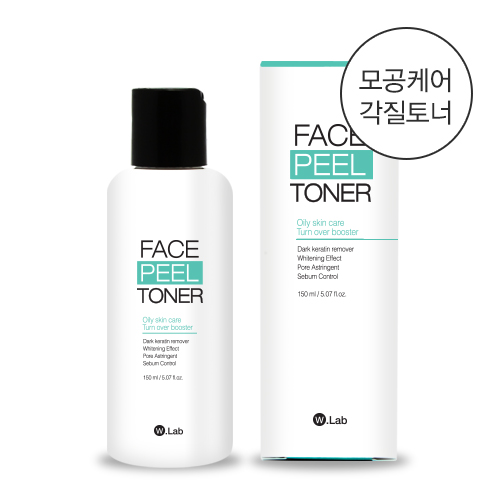 모공케어
각질토너
FACE
PEEL
TONER
Oily skin care
Turn over booster
Dark keratin remover
Whitening Effect
Pore Astringent
Sebum Control
150 ml / 5.07 fl.oz.
W.Lab
FACE
PEEL
TONER
Oily skin care
Turn over booster
Dark keratin remover
Whitening Effect
Pore Astringent
Sebum Control
150 ml / 5.07 fl.oz.
W.Lab